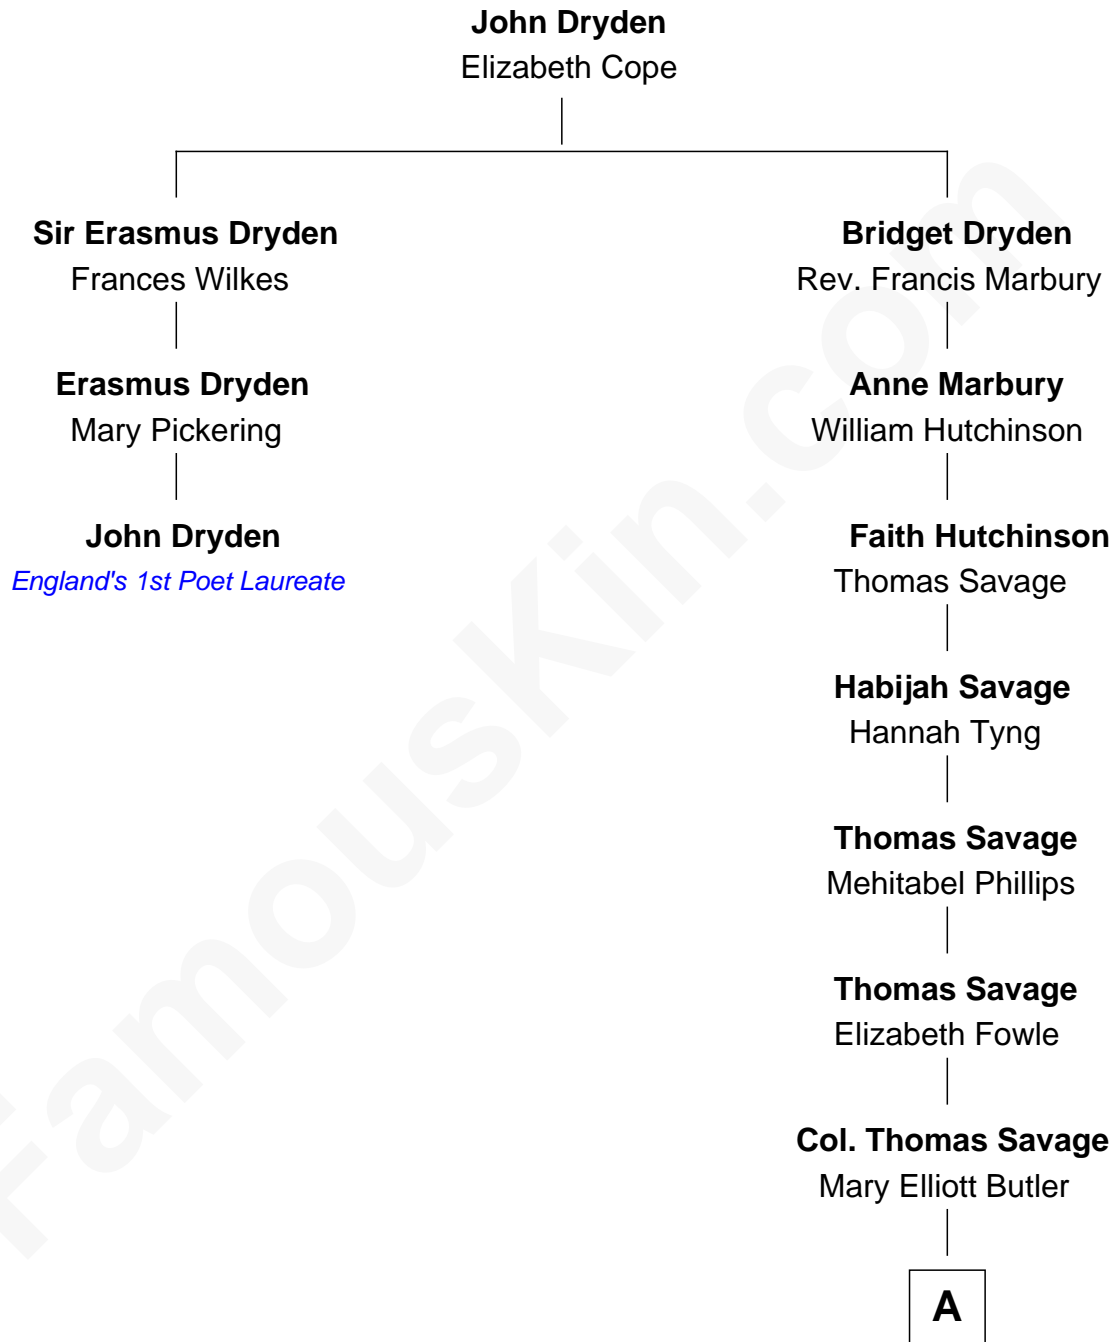 John Dryden
Elizabeth Cope
Sir Erasmus Dryden
Frances Wilkes
Bridget Dryden
Rev. Francis Marbury
Erasmus Dryden
Mary Pickering
Anne Marbury
William Hutchinson
John Dryden
England's 1st Poet Laureate
Faith Hutchinson
Thomas Savage
Habijah Savage
Hannah Tyng
Thomas Savage
Mehitabel Phillips
Thomas Savage
Elizabeth Fowle
Col. Thomas Savage
Mary Elliott Butler
A
FamousKin.com